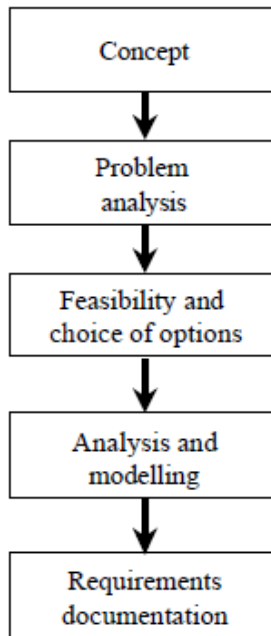 Concept
Problem
analysis
Feasibility and
choice of options
Analysis and
modelling
Requirements
documentation